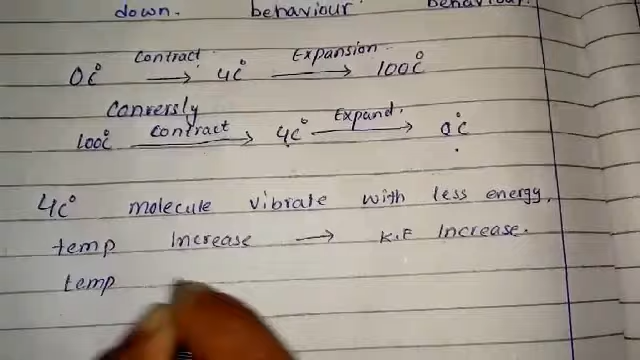 down. behaviour behaviour.
Contract Expansion
0c° → 4c° → 100c°
Conversly
Contract Expand.
100c° → 4c° → 0c°
4c° molecule vibrate with less energy.
temp Increase → K.E Increase.
temp